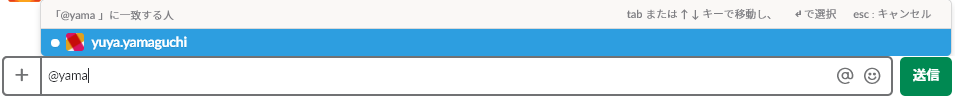 「@yama 」に一致する人 tab または ↑ ↓ キーで移動し、 ↵ で選択 esc : キャンセル
yuya.yamaguchi
@yama 送信